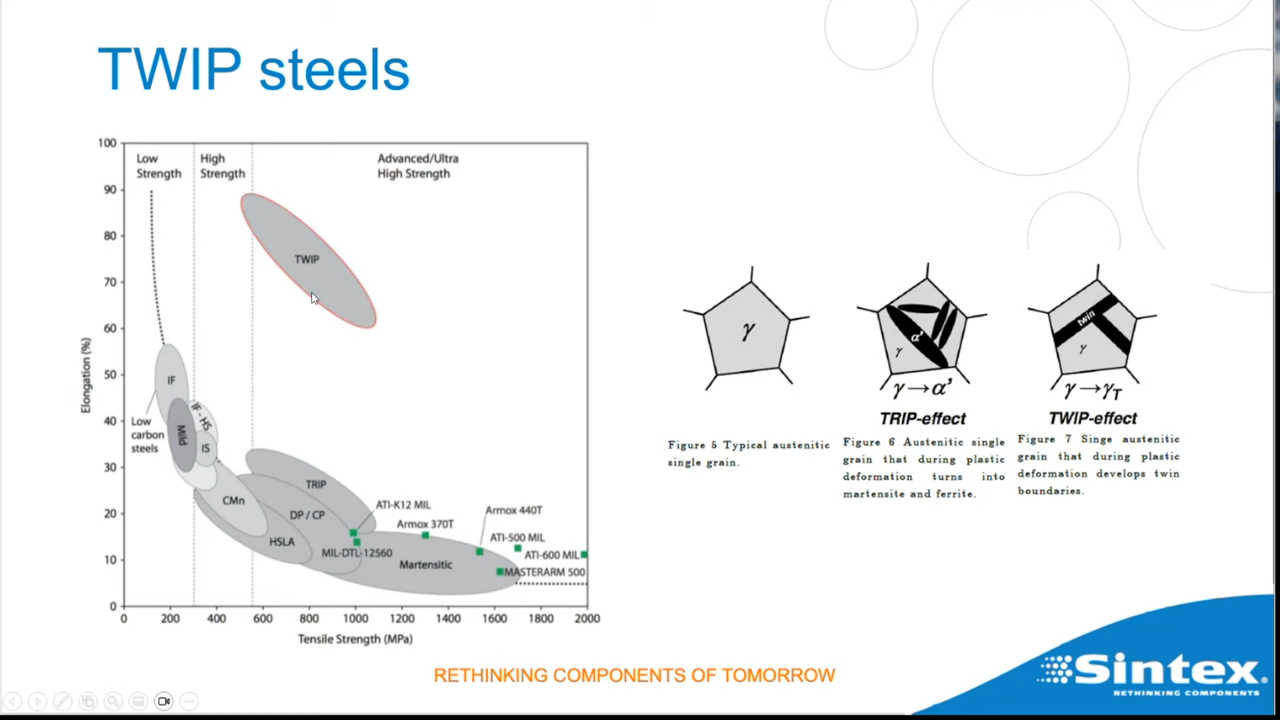 TWIP steels
100
90
80
70
60
50
40
30
20
10
0
Elongation (%)
Low
Strength
High
Strength
Advanced/Ultra
High Strength
TWIP
IF
IF - HS
Mild
IS
Low
carbon
steels
CMn
TRIP
DP / CP
HSLA
ATI-K12 MIL
Armox 370T
Armox 440T
MIL-DTL-12560
ATI-500 MIL
ATI-600 MIL
Martensitic
MASTERARM 500
0 200 400 600 800 1000 1200 1400 1600 1800 2000
Tensile Strength (MPa)
γ
Figure 5 Typical austenitic
single grain.
α'
γ
γ→α'
TRIP-effect
Figure 6 Austenitic single
grain that during plastic
deformation turns into
martensite and ferrite.
twin
γ
γ→γT
TWIP-effect
Figure 7 Singe austenitic
grain that during plastic
deformation develops twin
boundaries.
RETHINKING COMPONENTS OF TOMORROW
Sintex.
RETHINKING COMPONENTS